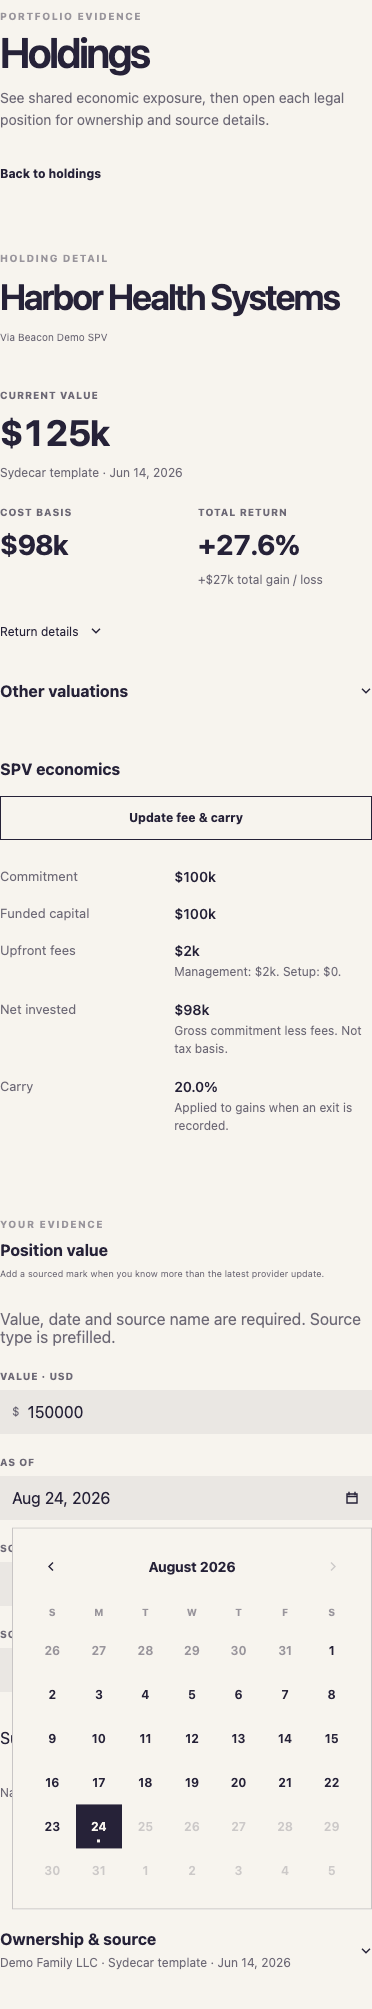 PORTFOLIO EVIDENCE
Holdings
See shared economic exposure, then open each legal
position for ownership and source details.
Back to holdings
HOLDING DETAIL
Harbor Health Systems
Via Beacon Demo SPV
CURRENT VALUE
$125k
Sydecar template · Jun 14, 2026
COST BASIS
$98k
TOTAL RETURN
+27.6%
+$27k total gain / loss
Return details
Other valuations
SPV economics
Update fee & carry
Commitment $100k
Funded capital $100k
Upfront fees $2k
Management: $2k. Setup: $0.
Net invested $98k
Gross commitment less fees. Not
tax basis.
Carry 20.0%
Applied to gains when an exit is
recorded.
YOUR EVIDENCE
Position value
Add a sourced mark when you know more than the latest provider update.
Value, date and source name are required. Source
type is prefilled.
VALUE · USD
$ 150000
AS OF
Aug 24, 2026
August 2026
S M T W T F S
26 27 28 29 30 31 1
2 3 4 5 6 7 8
9 10 11 12 13 14 15
16 17 18 19 20 21 22
23 24 25 26 27 28 29
30 31 1 2 3 4 5
Ownership & source
Demo Family LLC · Sydecar template · Jun 14, 2026